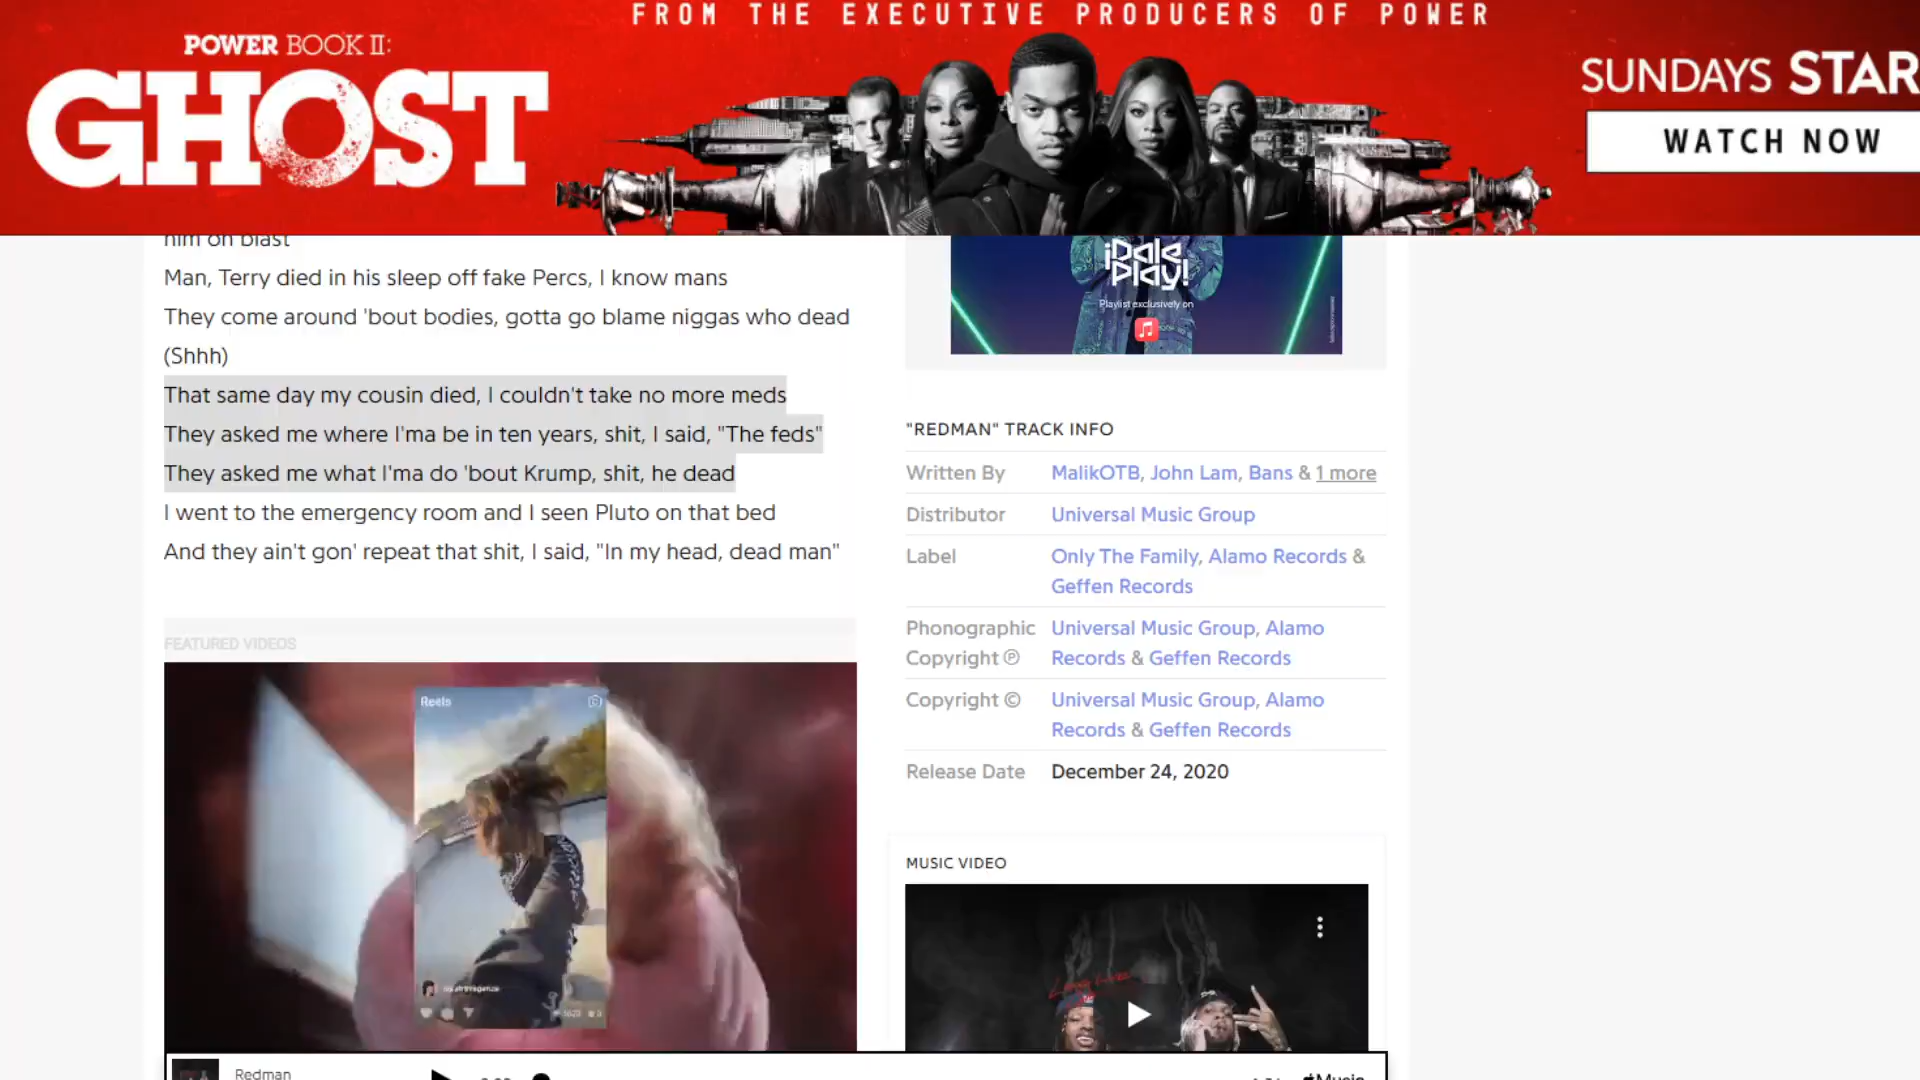 FROM THE EXECUTIVE PRODUCERS OF POWER
POWER BOOK II:
GHOST
SUNDAYS STAR
WATCH NOW
him on blast
Man, Terry died in his sleep off fake Percs, I know mans
They come around 'bout bodies, gotta go blame niggas who dead
(Shhh)
That same day my cousin died, I couldn't take no more meds
They asked me where I'ma be in ten years, shit, I said, "The feds"
They asked me what I'ma do 'bout Krump, shit, he dead
I went to the emergency room and I seen Pluto on that bed
And they ain't gon' repeat that shit, I said, "In my head, dead man"
FEATURED VIDEOS
Reels
¡Dale
Play!
Playlist exclusively on
"REDMAN" TRACK INFO
Written By MalikOTB, John Lam, Bans & 1 more
Distributor Universal Music Group
Label Only The Family, Alamo Records &
Geffen Records
Phonographic Universal Music Group, Alamo
Copyright ℗ Records & Geffen Records
Copyright © Universal Music Group, Alamo
Records & Geffen Records
Release Date December 24, 2020
MUSIC VIDEO
Redman
Music